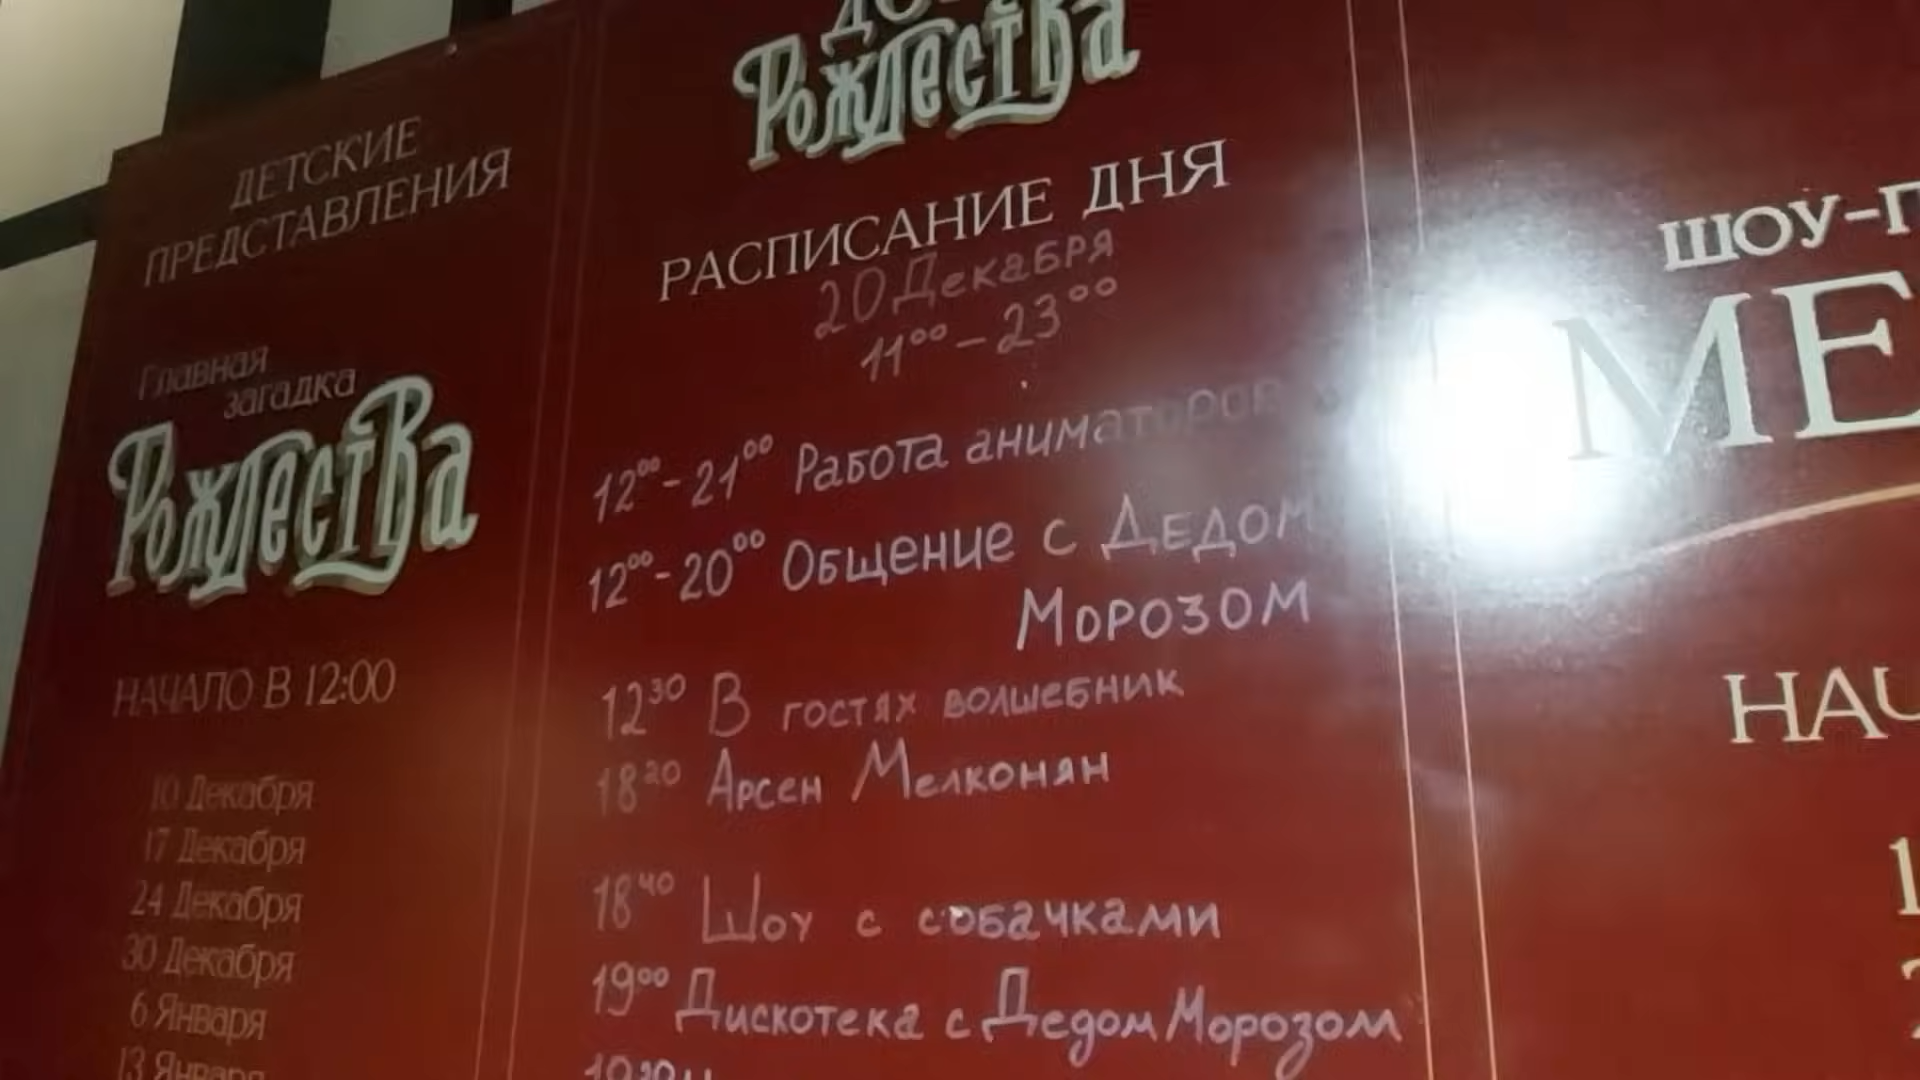 ДЕТСКИЕ
ПРЕДСТАВЛЕНИЯ
Главная
загадка
Рождества
НАЧАЛО В 12:00
10 Декабря
17 Декабря
24 Декабря
30 Декабря
6 Января
13 Января
Рождества
РАСПИСАНИЕ ДНЯ
20 Декабря
11⁰⁰-23⁰⁰
12⁰⁰-21⁰⁰ Работа аниматоров
12⁰⁰-20⁰⁰ Общение с Дедом
Морозом
12³⁰ В гостях волшебник
18²⁰ Арсен Мелконян
18⁴⁰ Шоу с собачками
19⁰⁰ Дискотека с Дедом Морозом
ШОУ-П
МЕ
НАЧ